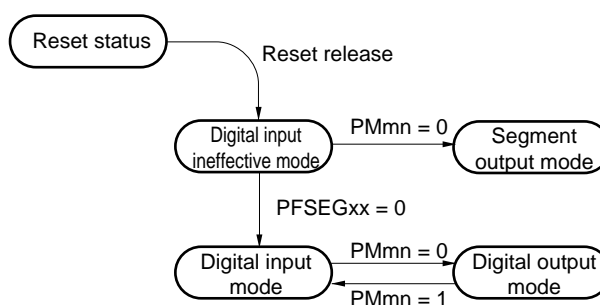 Reset status
Reset release
Digital input
ineffective mode
PMmn = 0
Segment
output mode
PFSEGxx = 0
Digital input
mode
PMmn = 0
PMmn = 1
Digital output
mode